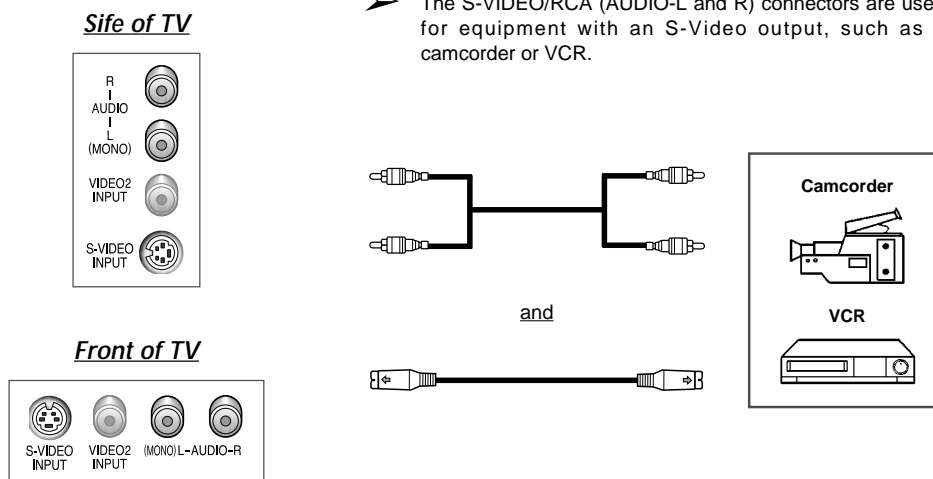 The S-VIDEO/RCA (AUDIO-L and R) connectors are use
for equipment with an S-Video output, such as
camcorder or VCR.
Sife of TV
R
AUDIO
L
(MONO)
VIDEO2
INPUT
S-VIDEO
INPUT
and
Camcorder
VCR
Front of TV
S-VIDEO
INPUT
VIDEO2
INPUT
(MONO) L-AUDIO-R